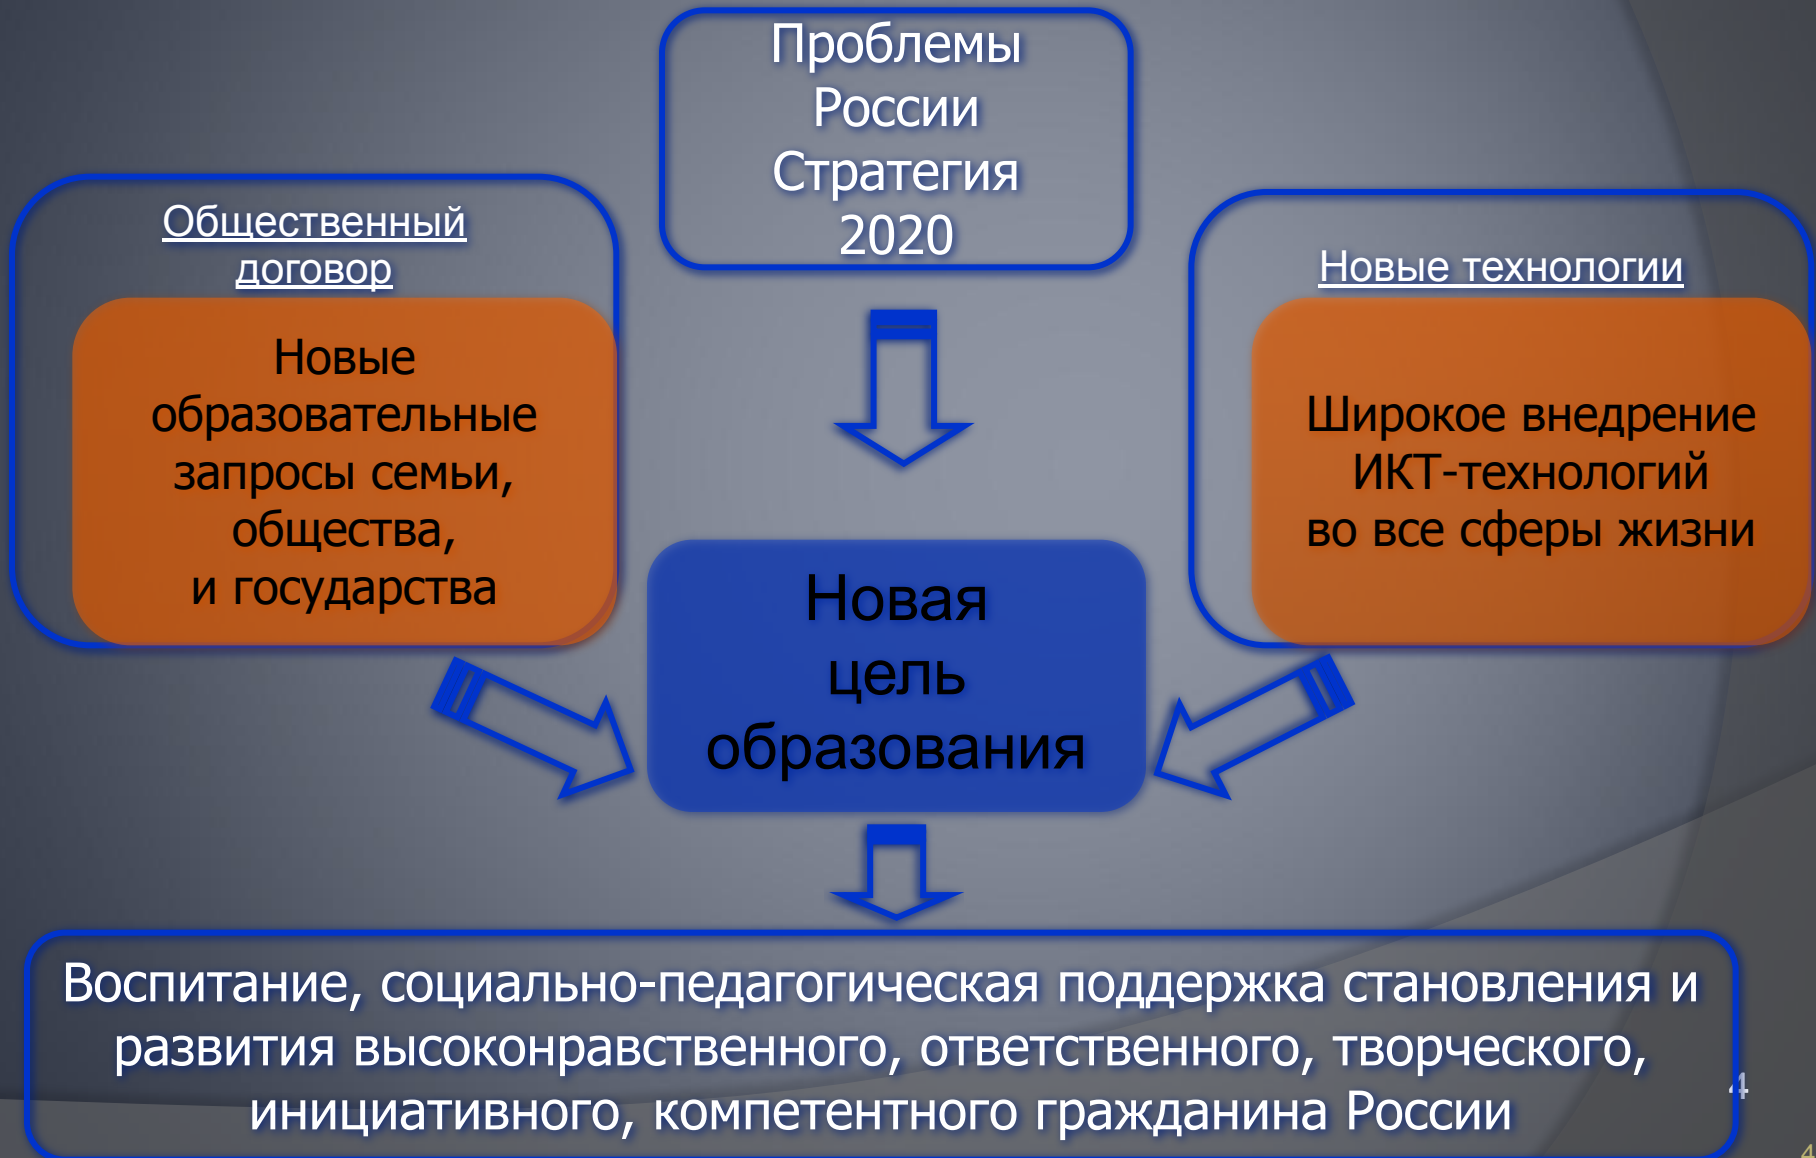 Проблемы
России
Стратегия
2020
Общественный
договор
Новые
образовательные
запросы семьи,
общества,
и государства
Новые технологии
Широкое внедрение
ИКТ-технологий
во все сферы жизни
Новая
цель
образования
Воспитание, социально-педагогическая поддержка становления и
развития высоконравственного, ответственного, творческого,
инициативного, компетентного гражданина России
4
4